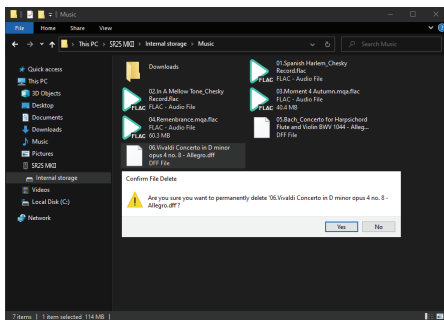 Music
File Home Share View
This PC › SR25 MKII › Internal storage › Music
Search Music
Quick access
This PC
3D Objects
Desktop
Documents
Downloads
Music
Pictures
SR25 MKII
Internal storage
Videos
Local Disk (C:)
Network
Downloads
01.Spanish Harlem_Chesky
Record.flac
FLAC - Audio File
FLAC
02.In A Mellow Tone_Chesky
Record.flac
FLAC - Audio File
FLAC
03.Moment 4 Autumn.mqa.flac
FLAC - Audio File
40.4 MB
FLAC
04.Remembrance.mqa.flac
FLAC - Audio File
60.3 MB
FLAC
05.Bach_Concerto for Harpsichord
Flute and Violin BWV 1044 - Alleg...
DFF File
06.Vivaldi Concerto in D minor
opus 4 no. 8 - Allegro.dff
DFF File
Confirm File Delete
Are you sure you want to permanently delete '06.Vivaldi Concerto in D minor opus 4 no. 8 -
Allegro.dff'?
Yes No
7 items 1 item selected 114 MB